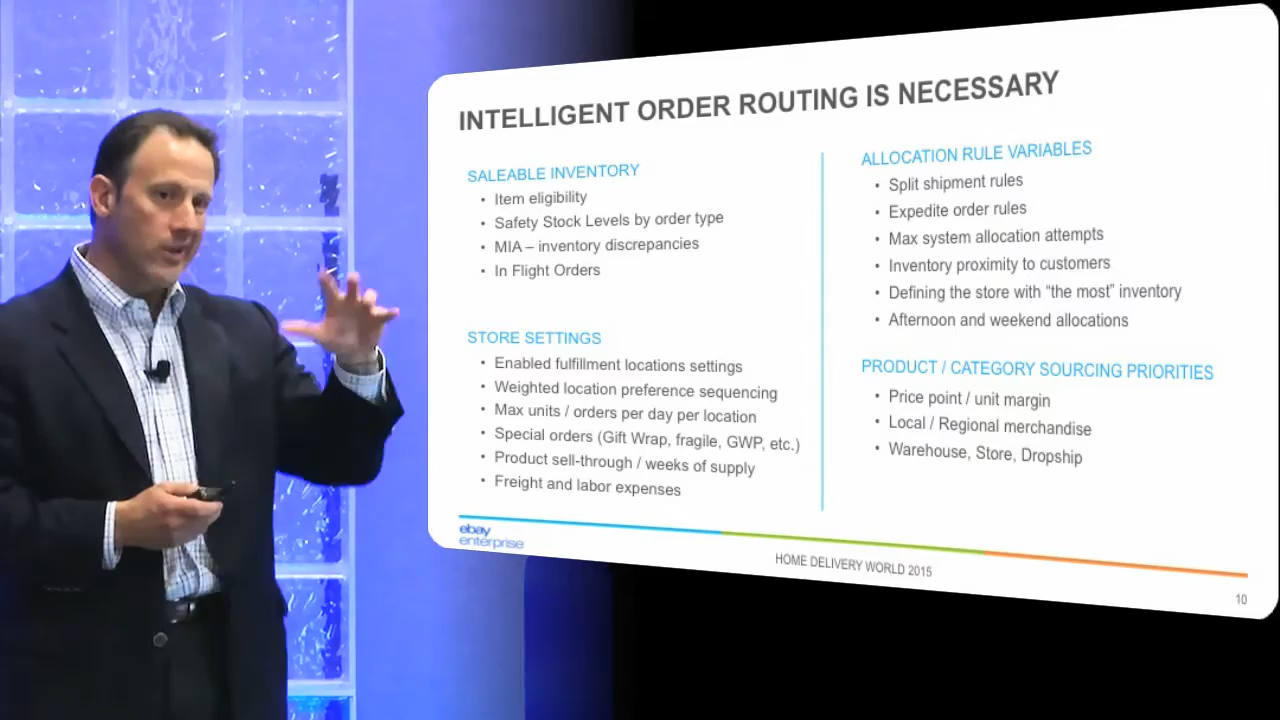 INTELLIGENT ORDER ROUTING IS NECESSARY
SALEABLE INVENTORY
• Item eligibility
• Safety Stock Levels by order type
• MIA – inventory discrepancies
• In Flight Orders
STORE SETTINGS
• Enabled fulfillment locations settings
• Weighted location preference sequencing
• Max units / orders per day per location
• Special orders (Gift Wrap, fragile, GWP, etc.)
• Product sell-through / weeks of supply
• Freight and labor expenses
ALLOCATION RULE VARIABLES
• Split shipment rules
• Expedite order rules
• Max system allocation attempts
• Inventory proximity to customers
• Defining the store with “the most” inventory
• Afternoon and weekend allocations
PRODUCT / CATEGORY SOURCING PRIORITIES
• Price point / unit margin
• Local / Regional merchandise
• Warehouse, Store, Dropship
ebay
enterprise
HOME DELIVERY WORLD 2015
10